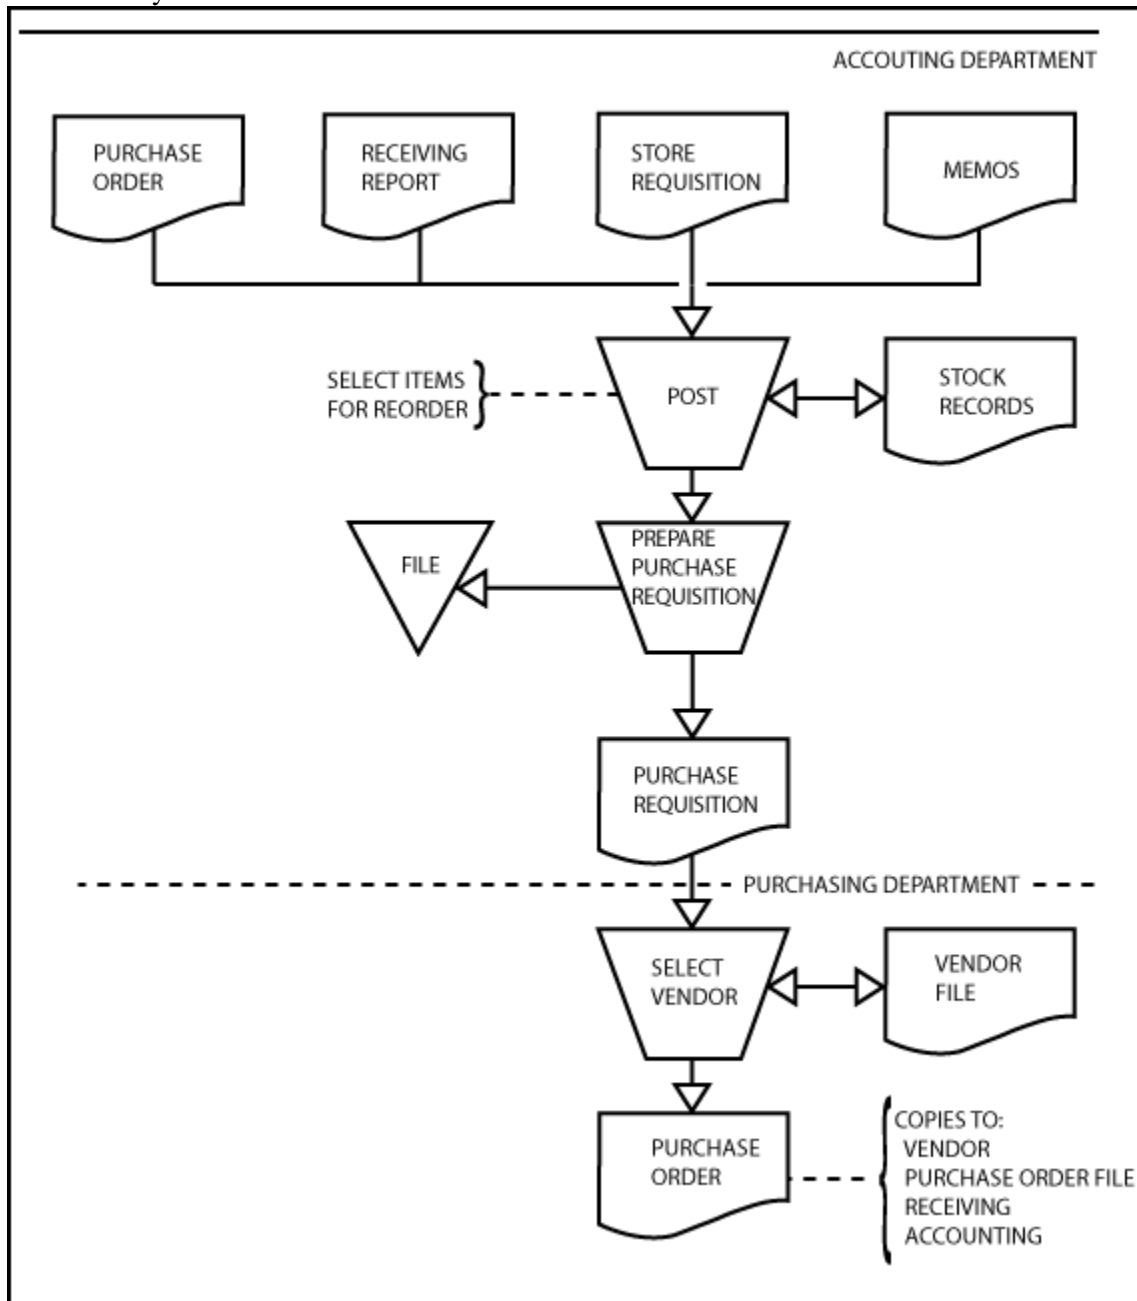 ACCOUTING DEPARTMENT
PURCHASE
ORDER
RECEIVING
REPORT
STORE
REQUISITION
MEMOS
SELECT ITEMS
FOR REORDER
POST
STOCK
RECORDS
FILE
PREPARE
PURCHASE
REQUISITION
PURCHASE
REQUISITION
PURCHASING DEPARTMENT
SELECT
VENDOR
VENDOR
FILE
PURCHASE
ORDER
COPIES TO:
VENDOR
PURCHASE ORDER FILE
RECEIVING
ACCOUNTING